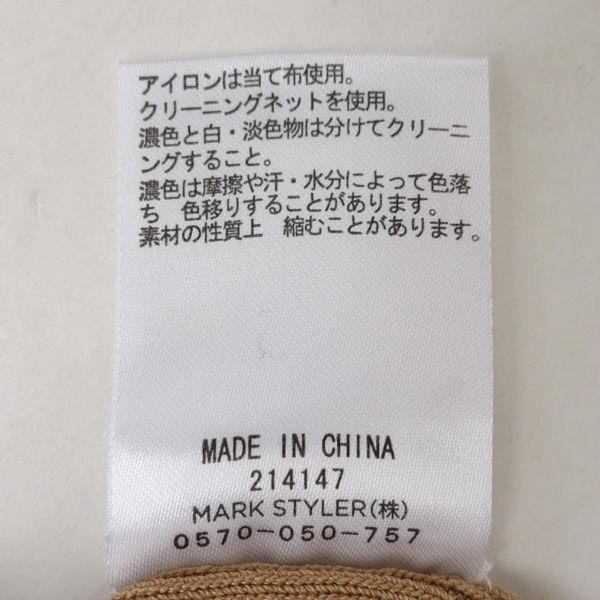 アイロンは当て布使用。
クリーニングネットを使用。
濃色と白・淡色物は分けてクリーニ
ングすること。
濃色は摩擦や汗・水分によって色落
ち　色移りすることがあります。
素材の性質上　縮むことがあります。
MADE IN CHINA
214147
MARK STYLER(株)
0570-050-757